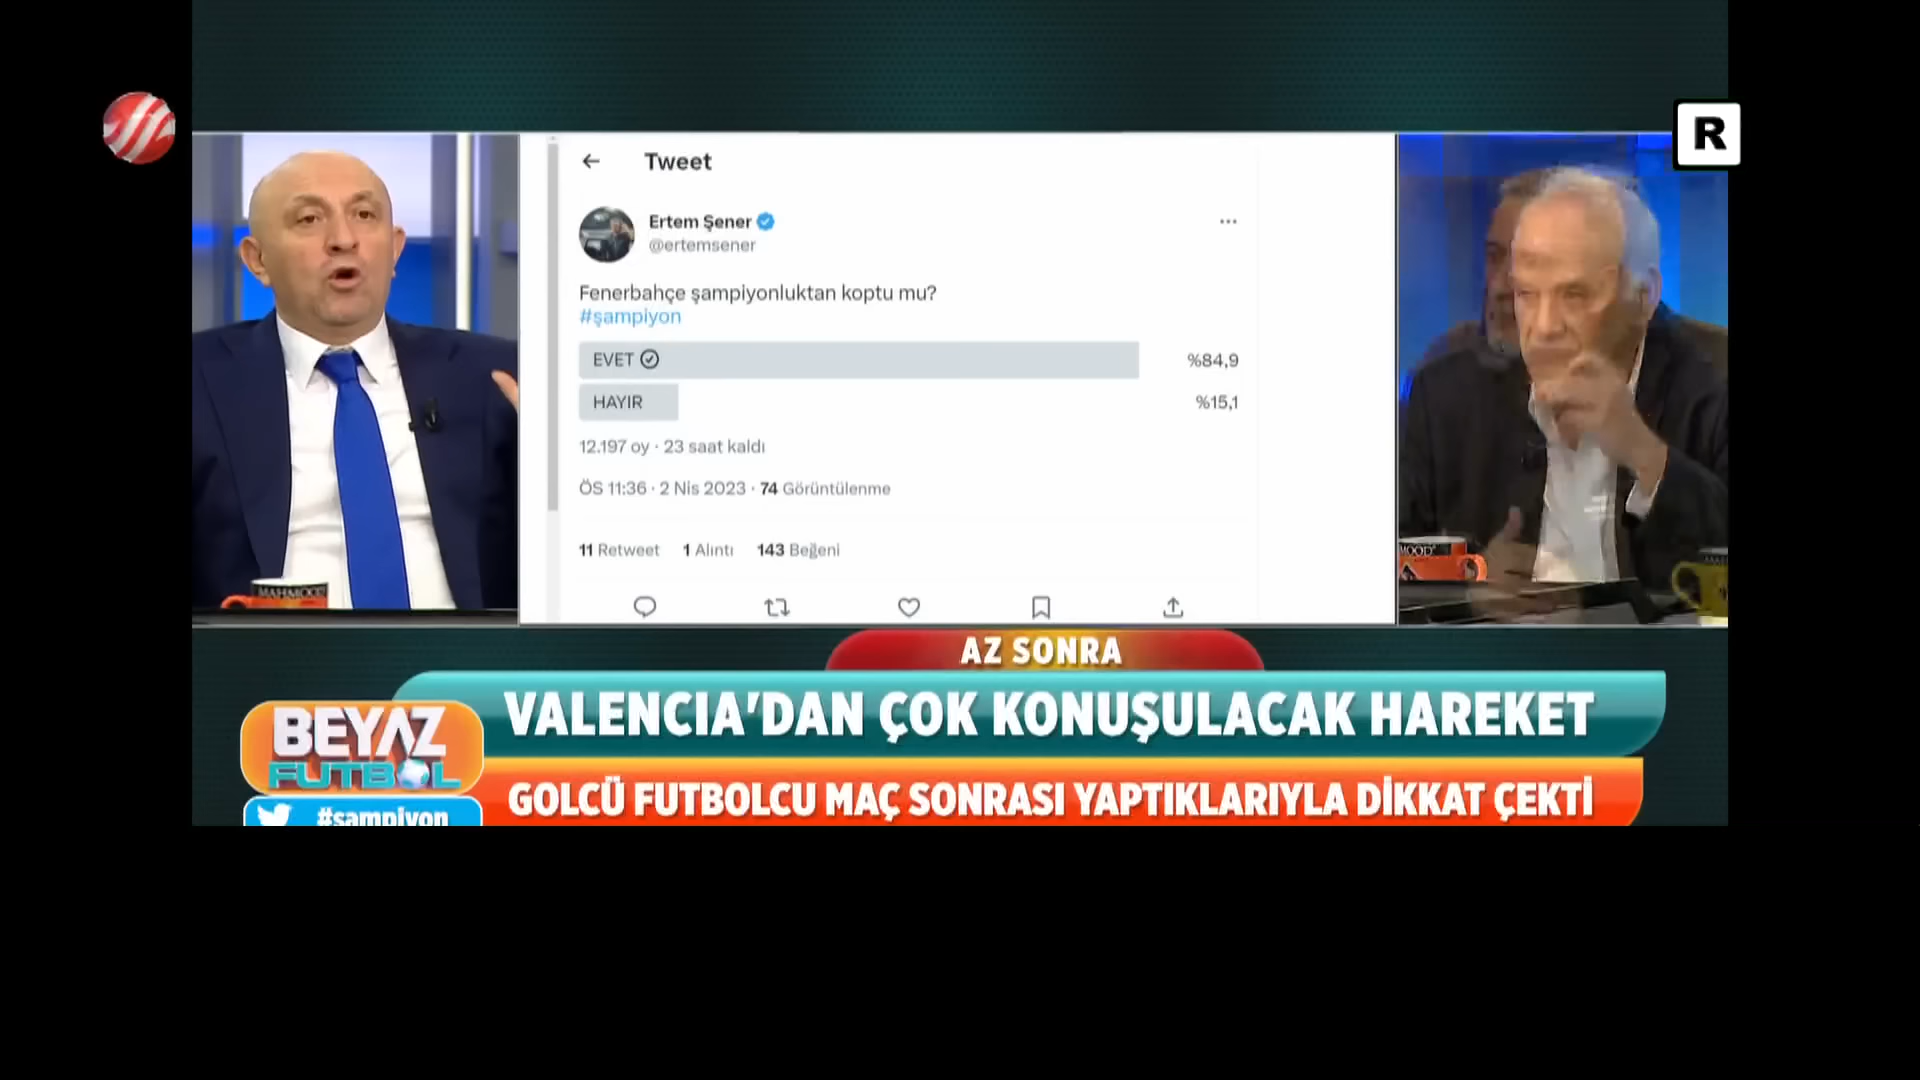 R
Tweet
Ertem Şener
@ertemsener
Fenerbahçe şampiyonluktan koptu mu?
#şampiyon
EVET %84,9
HAYIR %15,1
12.197 oy · 23 saat kaldı
ÖS 11:36 · 2 Nis 2023 · 74 Görüntülenme
11 Retweet 1 Alıntı 143 Beğeni
MAHMOOD
MOOD
AZ SONRA
VALENCIA'DAN ÇOK KONUŞULACAK HAREKET
BEYAZ
FUTBOL
GOLCÜ FUTBOLCU MAÇ SONRASI YAPTIKLARIYLA DİKKAT ÇEKTİ
#şampiyon